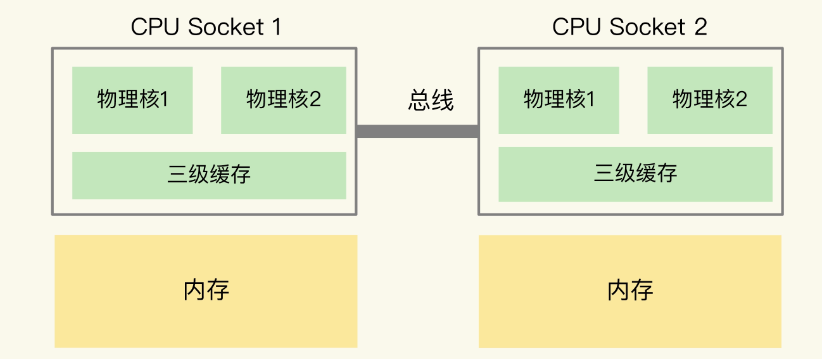 CPU Socket 1
CPU Socket 2
物理核1
物理核2
总线
物理核1
物理核2
三级缓存
三级缓存
内存
内存